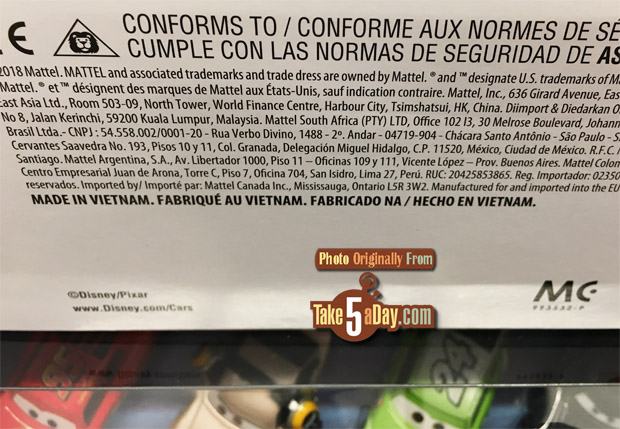 CONFORMS TO / CONFORME AUX NORMES DE SÉ
CE
CUMPLE CON LAS NORMAS DE SEGURIDAD DE AS
2018 Mattel. MATTEL and associated trademarks and trade dress are owned by Mattel. ® and ™ designate U.S. trademarks of M
Mattel. ® et ™ désignent des marques de Mattel aux États-Unis, sauf indication contraire. Mattel, Inc., 636 Girard Avenue, Eas
East Asia Ltd., Room 503-09, North Tower, World Finance Centre, Harbour City, Tsimshatsui, HK, China. Diimport & Diedarkan O
No 8, Jalan Kerinchi, 59200 Kuala Lumpur, Malaysia. Mattel South Africa (PTY) LTD, Office 102 I3, 30 Melrose Boulevard, Johann
Brasil Ltda.- CNPJ : 54.558.002/0001-20 - Rua Verbo Divino, 1488 - 2º. Andar - 04719-904 - Chácara Santo Antônio - São Paulo - S
Cervantes Saavedra No. 193, Pisos 10 y 11, Col. Granada, Delegación Miguel Hidalgo, C.P. 11520, México, Ciudad de México. R.F.C.
Santiago. Mattel Argentina, S.A., Av. Libertador 1000, Piso 11 – Oficinas 109 y 111, Vicente López – Prov. Buenos Aires. Mattel Colom
Centro Empresarial Juan de Arona, Torre C, Piso 7, Oficina 704, San Isidro, Lima 27, Perú. RUC: 20425853865. Reg. Importador: 02350
reservados. Imported by/ Importé par: Mattel Canada Inc., Mississauga, Ontario L5R 3W2. Manufactured for and imported into the EU
MADE IN VIETNAM. FABRIQUÉ AU VIETNAM. FABRICADO NA / HECHO EN VIETNAM.
Photo Originally From
Take 5 aDay.com
©Disney/Pixar
www.Disney.com/Cars
MC
993532-P
95
24